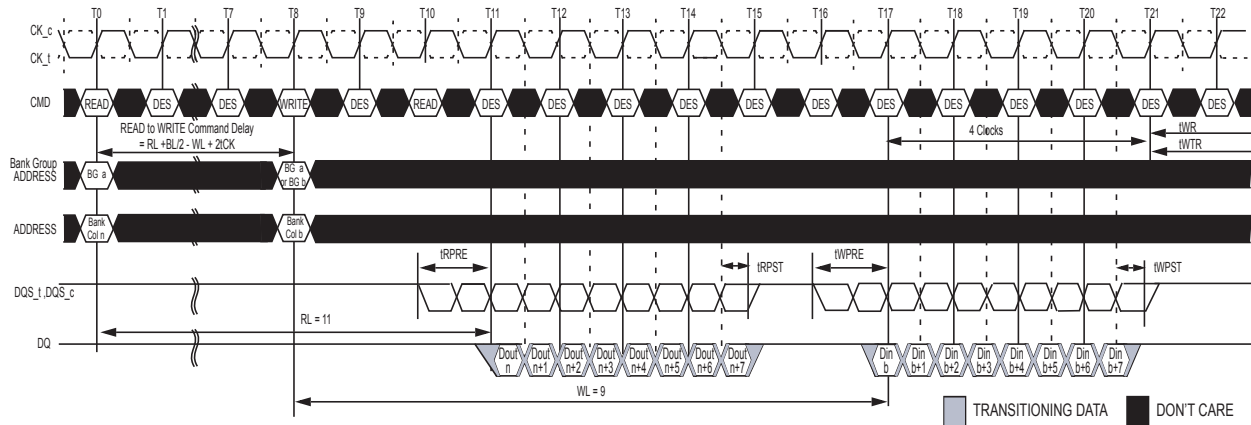 T0 T1 T7 T8 T9 T10 T11 T12 T13 T14 T15 T16 T17 T18 T19 T20 T21 T22
CK_c
CK_t
CMD READ DES DES WRITE DES READ DES DES DES DES DES DES DES DES DES DES DES DES
READ to WRITE Command Delay
= RL +BL/2 - WL + 2tCK
4 Clocks
tWR
tWTR
Bank Group
ADDRESS
BG a
BG a
or BG b
ADDRESS
Bank
Col n
Bank
Col b
tRPRE
tRPST
tWPRE
tWPST
DQS_t ,DQS_c
RL = 11
DQ
Dout
n
Dout
n+1
Dout
n+2
Dout
n+3
Dout
n+4
Dout
n+5
Dout
n+6
Dout
n+7
Din
b
Din
b+1
Din
b+2
Din
b+3
Din
b+4
Din
b+5
Din
b+6
Din
b+7
WL = 9
TRANSITIONING DATA
DON'T CARE